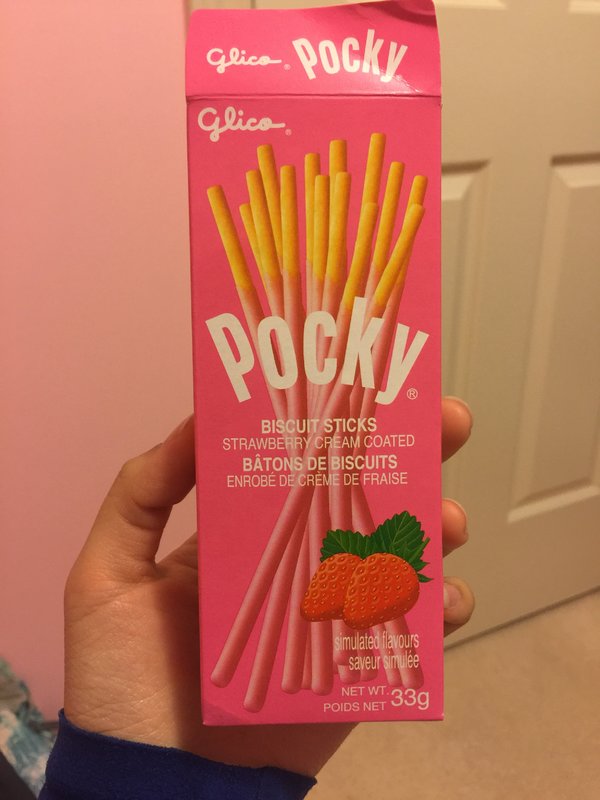 Glico® Pocky
Glico®
Pocky®
BISCUIT STICKS
STRAWBERRY CREAM COATED
BÂTONS DE BISCUITS
ENROBÉ DE CRÈME DE FRAISE
simulated flavours
saveur simulée
NET WT.
POIDS NET 33g